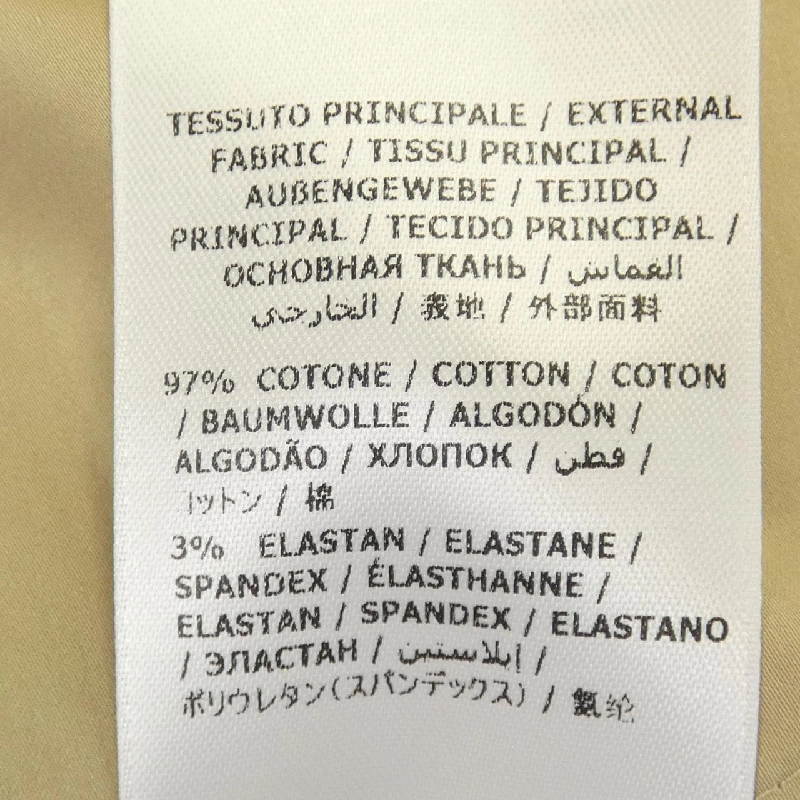 TESSUTO PRINCIPALE / EXTERNAL
FABRIC / TISSU PRINCIPAL /
AUßENGEWEBE / TEJIDO
PRINCIPAL / TECIDO PRINCIPAL /
ОСНОВНАЯ ТКАНЬ / القماش
الخارجي / 表地 / 外部面料
97% COTONE / COTTON / COTON
/ BAUMWOLLE / ALGODÓN /
ALGODÃO / ХЛОПОК / قطن /
コットン / 棉
3% ELASTAN / ELASTANE /
SPANDEX / ÉLASTHANNE /
ELASTAN / SPANDEX / ELASTANO
/ ЭЛАСТАН / إيلاستين /
ポリウレタン(スパンデックス) / 氨纶